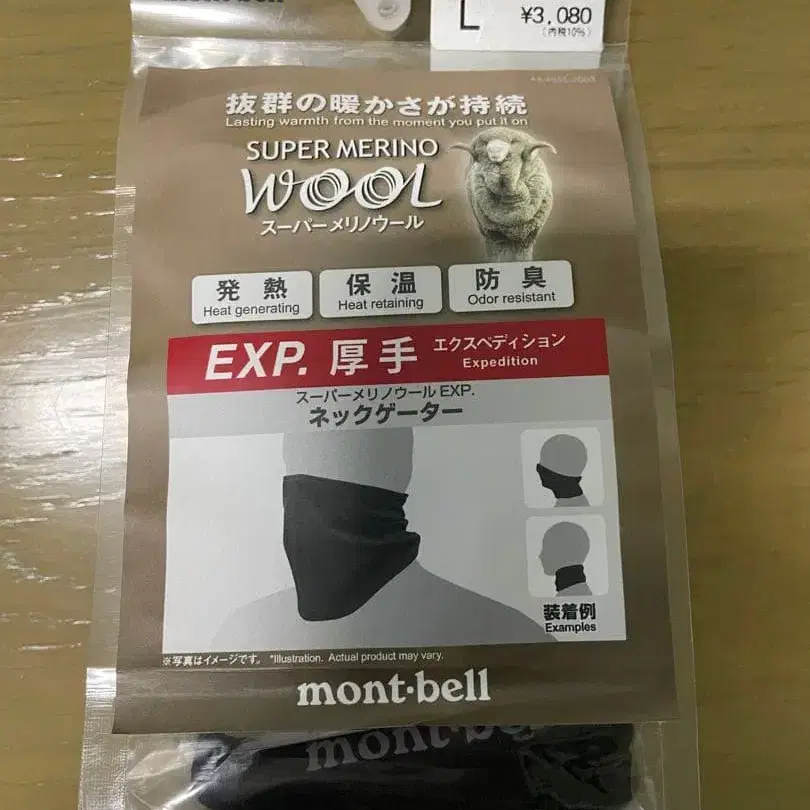 L
¥3,080
(内税10%)
抜群の暖かさが持続
Lasting warmth from the moment you put it on
SUPER MERINO
WOOL
スーパーメリノウール
発熱
Heat generating
保温
Heat retaining
防臭
Odor resistant
EXP. 厚手 エクスペディション
Expedition
スーパーメリノウール EXP.
ネックゲーター
装着例
Examples
※写真はイメージです。 *Illustration. Actual product may vary.
mont-bell
mont-bell